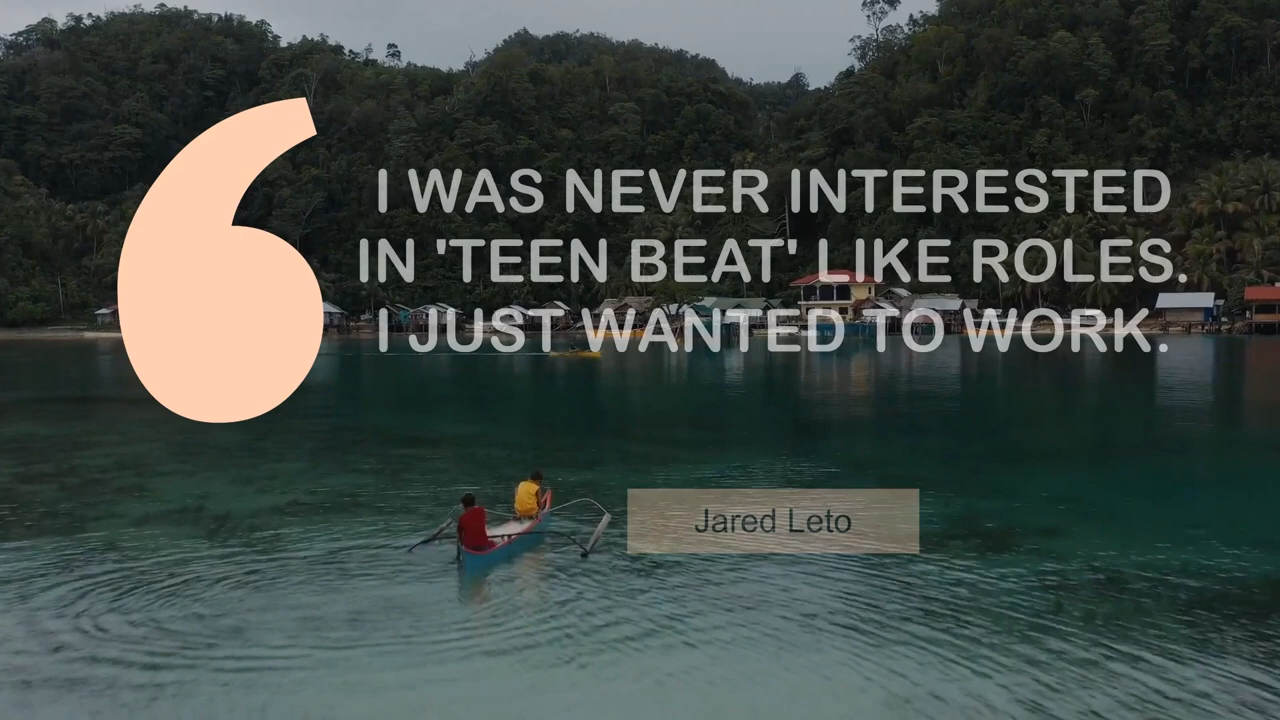 I WAS NEVER INTERESTED
IN 'TEEN BEAT' LIKE ROLES.
I JUST WANTED TO WORK.
Jared Leto